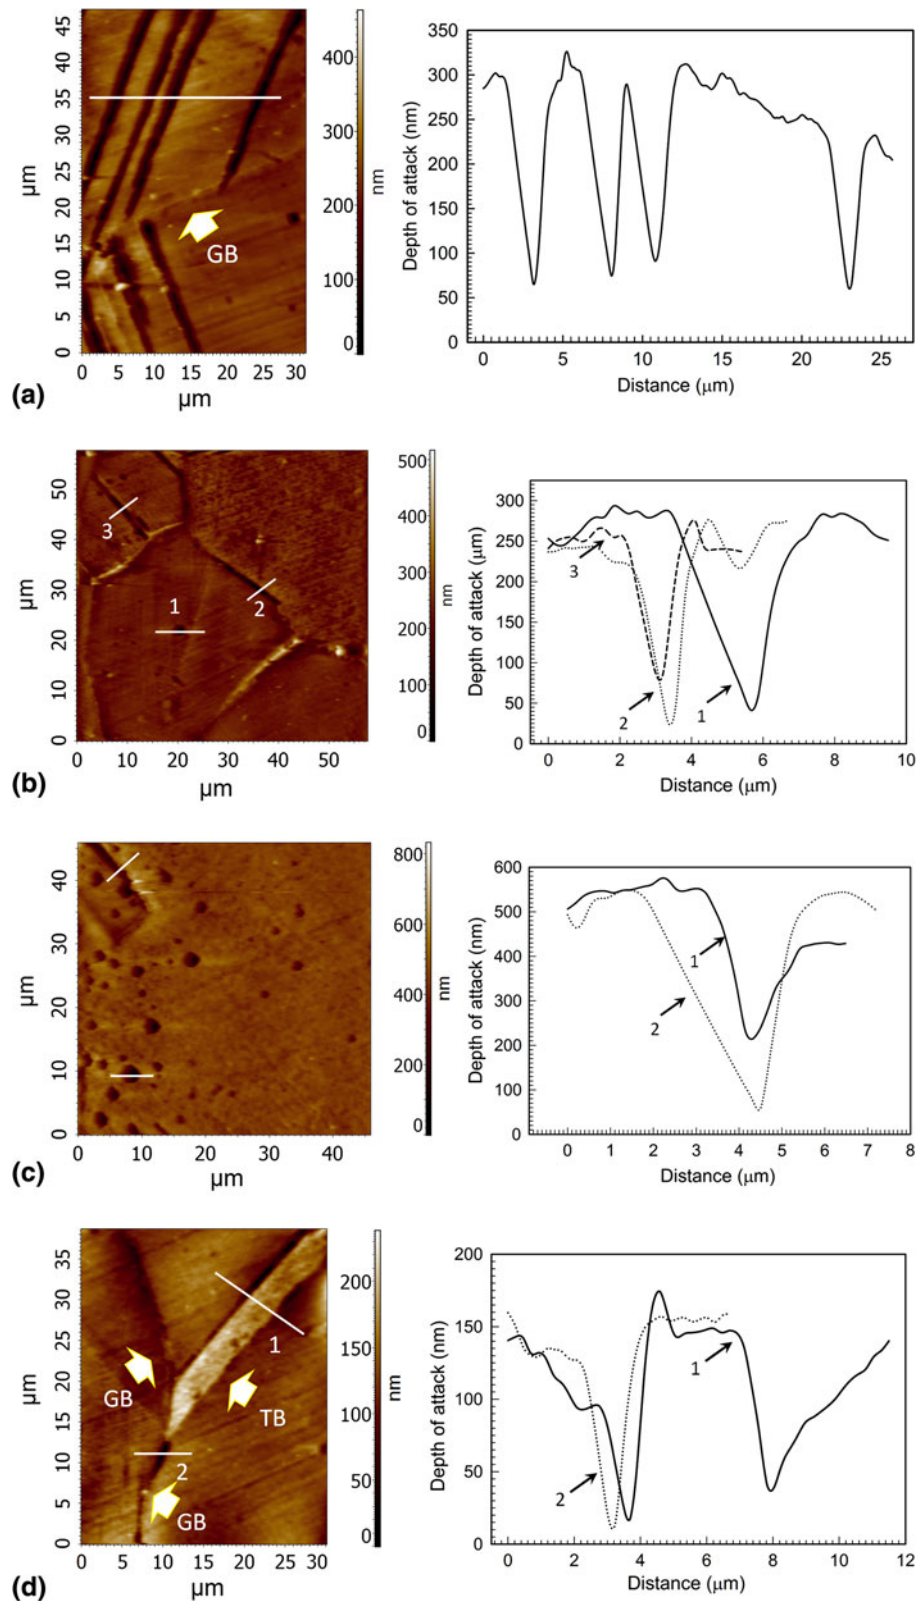 400
300
200
100
0
nm
45
40
35
30
25
20
15
10
5
0
µm
GB
0 5 10 15 20 25 30
µm
(a)
350
300
250
200
150
100
50
0
Depth of attack (nm)
0 5 10 15 20 25
Distance (µm)
50
40
30
20
10
0
µm
3
1
2
0 10 20 30 40 50
µm
500
400
300
200
100
0
nm
(b)
300
250
200
150
100
50
0
Depth of attack (µm)
3
2
1
0 2 4 6 8 10
Distance (µm)
40
30
20
10
0
µm
0 10 20 30 40
µm
800
600
400
200
0
nm
(c)
600
500
400
300
200
100
0
Depth of attack (nm)
1
2
0 1 2 3 4 5 6 7 8
Distance (µm)
35
30
25
20
15
10
5
0
µm
1
GB
TB
2
GB
0 5 10 15 20 25 30
µm
200
150
100
50
0
nm
(d)
200
150
100
50
0
Depth of attack (nm)
1
2
0 2 4 6 8 10 12
Distance (µm)